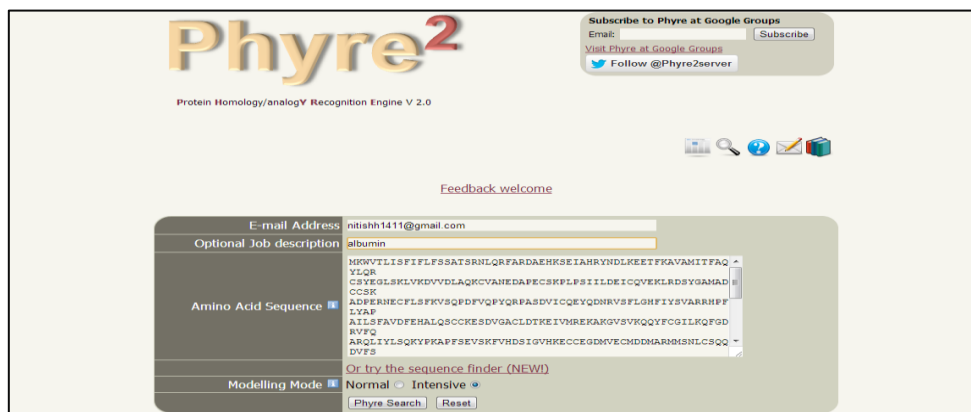 Phyre2
Protein Homology/analogY Recognition Engine V 2.0
Subscribe to Phyre at Google Groups
Email: Subscribe
Visit Phyre at Google Groups
Follow @Phyre2server
Feedback welcome
E-mail Address nitishh1411@gmail.com
Optional Job description albumin
Amino Acid Sequence
MKWVTLISFIFLFSSATSRNLQRFARDAEHKSEIAHRYNDLKEETFKAVAMITFAQ
YLQR
CSYEGLSKLVKDVVDLAQKCVANEDAPECSKPLPSIILDEICQVEKLRDSYGAMAD
CCSK
ADPERNECFLSFKVSQPDFVQPYQRPASDVICQEYQDNRVSFLGHFIYSVARRHPF
LYAP
AILSFAVDFEHALQSCCKESDVGACLDTKEIVMREKAKGVSVKQQYFCGILKQFGD
RVFQ
ARQLIYLSQKYPKAPFSEVSKFVHDSIGVHKECCEGDMVECMDDMARMMSNLCSQQ
DVFS
Or try the sequence finder (NEW!)
Modelling Mode Normal Intensive
Phyre Search Reset